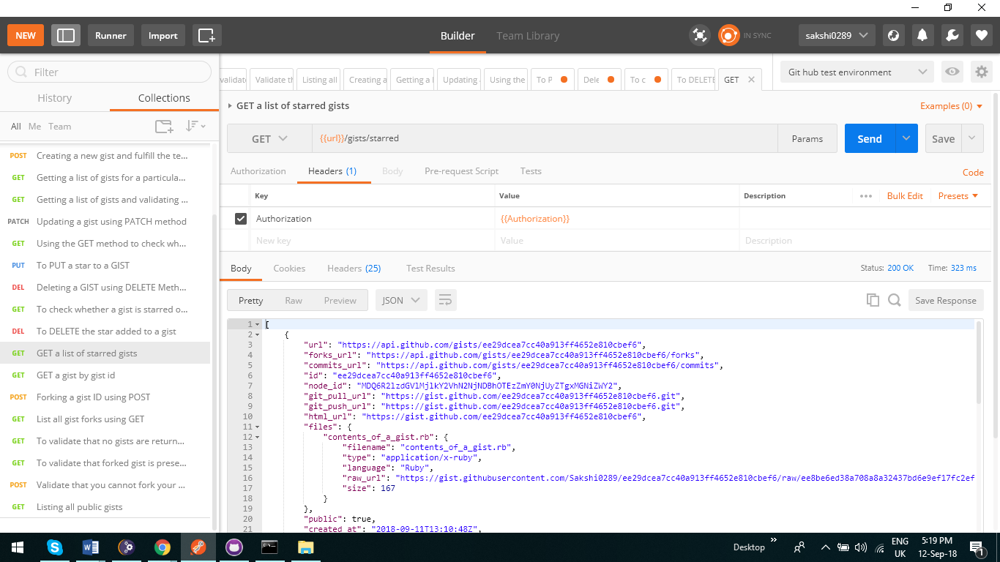 NEW Runner Import Builder Team Library IN SYNC sakshi0289
Filter
History Collections
All Me Team
POST Creating a new gist and fulfill the te...
GET Getting a list of gists for a particula...
GET Getting a list of gists and validating ...
PATCH Updating a gist using PATCH method
GET Using the GET method to check wh...
PUT To PUT a star to a GIST
DEL Deleting a GIST using DELETE Meth...
GET To check whether a gist is starred o...
DEL To DELETE the star added to a gist
GET GET a list of starred gists
GET GET a gist by gist id
POST Forking a gist ID using POST
GET List all gist forks using GET
GET To validate that no gists are return...
GET To validate that forked gist is prese...
POST Validate that you cannot fork your ...
GET Listing all public gists
validat Validate th Listing all Creating a Getting a l Updating Using the To P Dele To c To DELETE GET
Git hub test environment
GET a list of starred gists Examples (0)
GET {{url}}/gists/starred Params Send Save
Authorization Headers (1) Body Pre-request Script Tests Code
Key Value Description ••• Bulk Edit Presets
Authorization {{Authorization}}
New key Value Description
Body Cookies Headers (25) Test Results Status: 200 OK Time: 323 ms
Pretty Raw Preview JSON Save Response
1 [
2 {
3 "url": "https://api.github.com/gists/ee29dcea7cc40a913ff4652e810cbef6",
4 "forks_url": "https://api.github.com/gists/ee29dcea7cc40a913ff4652e810cbef6/forks",
5 "commits_url": "https://api.github.com/gists/ee29dcea7cc40a913ff4652e810cbef6/commits",
6 "id": "ee29dcea7cc40a913ff4652e810cbef6",
7 "node_id": "MDQ6R2lzdGVlMjlkY2VhN2NjNDBhOTEzZmY0NjUyZTgxMGNiZWY2",
8 "git_pull_url": "https://gist.github.com/ee29dcea7cc40a913ff4652e810cbef6.git",
9 "git_push_url": "https://gist.github.com/ee29dcea7cc40a913ff4652e810cbef6.git",
10 "html_url": "https://gist.github.com/ee29dcea7cc40a913ff4652e810cbef6",
11 "files": {
12 "contents_of_a_gist.rb": {
13 "filename": "contents_of_a_gist.rb",
14 "type": "application/x-ruby",
15 "language": "Ruby",
16 "raw_url": "https://gist.githubusercontent.com/Sakshi0289/ee29dcea7cc40a913ff4652e810cbef6/raw/ee8be6ed38a708a8a32437bd6e9ef17fc2ef
17 "size": 167
18 }
19 },
20 "public": true,
21 "created_at": "2018-09-11T13:10:48Z",
Desktop ENG UK 5:19 PM 12-Sep-18 1